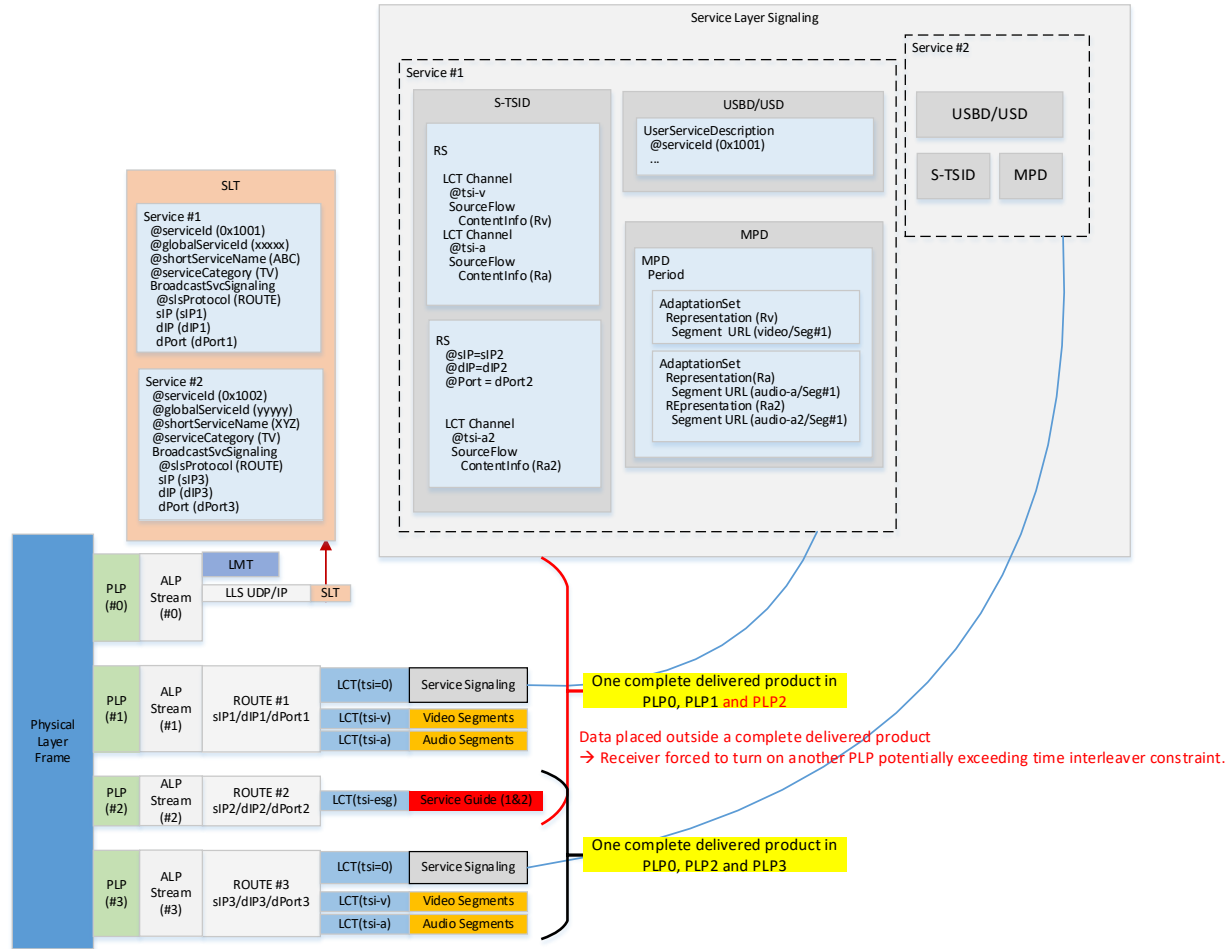 Service Layer Signaling
Service #1
S-TSID
RS
LCT Channel
@tsi-v
SourceFlow
ContentInfo (Rv)
LCT Channel
@tsi-a
SourceFlow
ContentInfo (Ra)
RS
@sIP=sIP2
@dIP=dIP2
@Port = dPort2
LCT Channel
@tsi-a2
SourceFlow
ContentInfo (Ra2)
USBD/USD
UserServiceDescription
@serviceId (0x1001)
...
MPD
MPD
Period
AdaptationSet
Representation (Rv)
Segment URL (video/Seg#1)
AdaptationSet
Representation(Ra)
Segment URL (audio-a/Seg#1)
REpresentation (Ra2)
Segment URL (audio-a2/Seg#1)
Service #2
USBD/USD
S-TSID
MPD
SLT
Service #1
@serviceId (0x1001)
@globalServiceId (xxxxx)
@shortServiceName (ABC)
@serviceCategory (TV)
BroadcastSvcSignaling
@slsProtocol (ROUTE)
sIP (sIP1)
dIP (dIP1)
dPort (dPort1)
Service #2
@serviceId (0x1002)
@globalServiceId (yyyyy)
@shortServiceName (XYZ)
@serviceCategory (TV)
BroadcastSvcSignaling
@slsProtocol (ROUTE)
sIP (sIP3)
dIP (dIP3)
dPort (dPort3)
Physical
Layer
Frame
PLP
(#0)
ALP
Stream
(#0)
LMT
LLS UDP/IP
SLT
PLP
(#1)
ALP
Stream
(#1)
ROUTE #1
sIP1/dIP1/dPort1
LCT(tsi=0)
Service Signaling
LCT(tsi-v)
Video Segments
LCT(tsi-a)
Audio Segments
One complete delivered product in
PLP0, PLP1 and PLP2
Data placed outside a complete delivered product
→ Receiver forced to turn on another PLP potentially exceeding time interleaver constraint.
PLP
(#2)
ALP
Stream
(#2)
ROUTE #2
sIP2/dIP2/dPort2
LCT(tsi-esg)
Service Guide (1&2)
One complete delivered product in
PLP0, PLP2 and PLP3
PLP
(#3)
ALP
Stream
(#3)
ROUTE #3
sIP3/dIP3/dPort3
LCT(tsi=0)
Service Signaling
LCT(tsi-v)
Video Segments
LCT(tsi-a)
Audio Segments